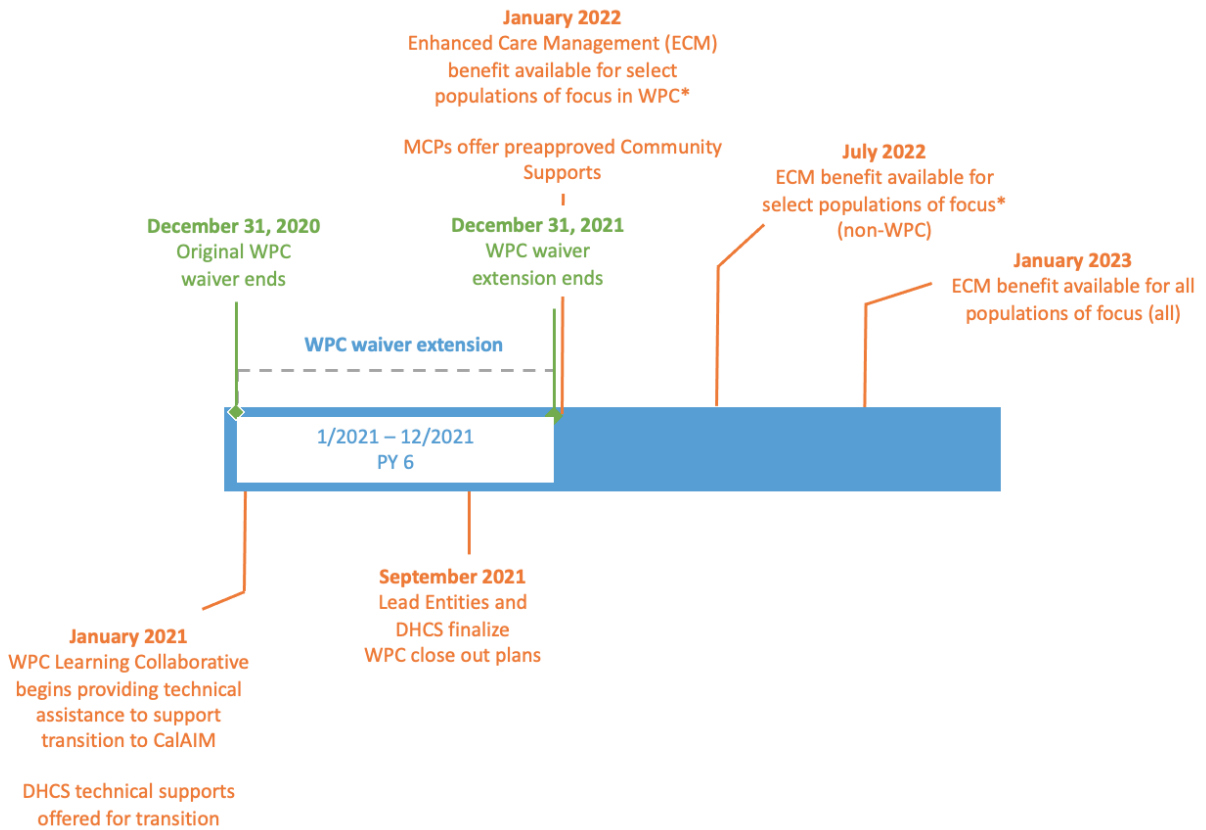 January 2022
Enhanced Care Management (ECM)
benefit available for select
populations of focus in WPC*
MCPs offer preapproved Community
Supports
July 2022
ECM benefit available for
select populations of focus*
(non-WPC)
December 31, 2020
Original WPC
waiver ends
December 31, 2021
WPC waiver
extension ends
January 2023
ECM benefit available for all
populations of focus (all)
WPC waiver extension
1/2021 – 12/2021
PY 6
September 2021
Lead Entities and
DHCS finalize
WPC close out plans
January 2021
WPC Learning Collaborative
begins providing technical
assistance to support
transition to CalAIM
DHCS technical supports
offered for transition